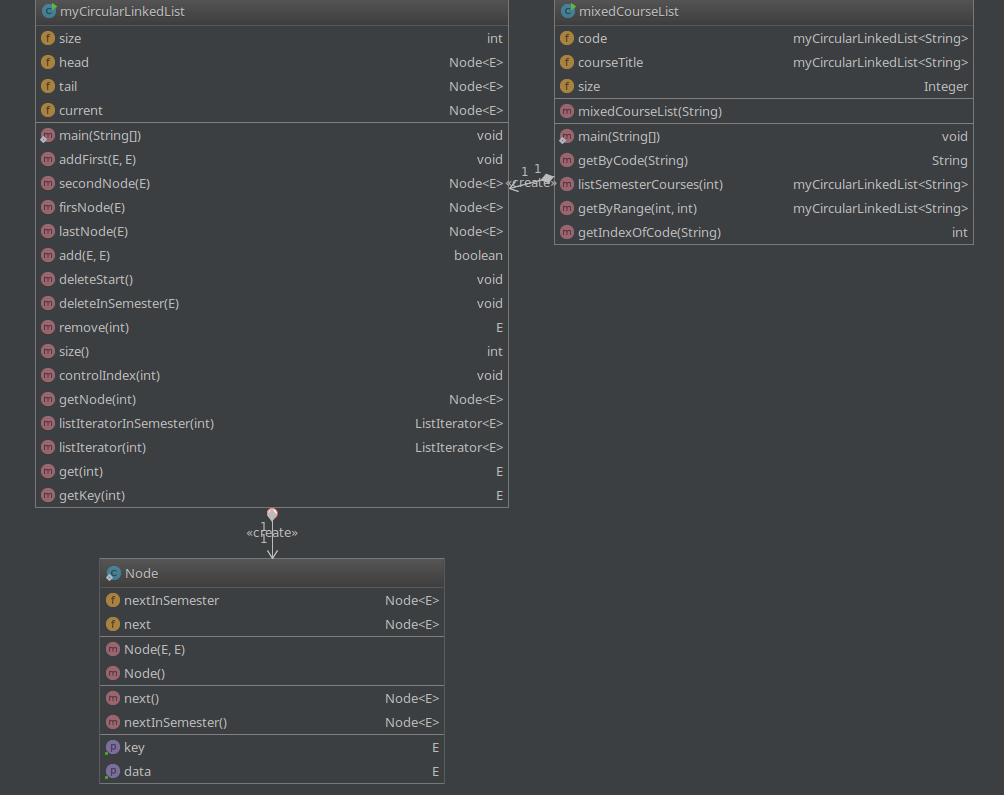 myCircularLinkedList
size int
head Node<E>
tail Node<E>
current Node<E>
main(String[]) void
addFirst(E, E) void
secondNode(E) Node<E>
firsNode(E) Node<E>
lastNode(E) Node<E>
add(E, E) boolean
deleteStart() void
deleteInSemester(E) void
remove(int) E
size() int
controlIndex(int) void
getNode(int) Node<E>
listIteratorInSemester(int) ListIterator<E>
listIterator(int) ListIterator<E>
get(int) E
getKey(int) E
1 1
«create»
mixedCourseList
code myCircularLinkedList<String>
courseTitle myCircularLinkedList<String>
size Integer
mixedCourseList(String)
main(String[]) void
getByCode(String) String
listSemesterCourses(int) myCircularLinkedList<String>
getByRange(int, int) myCircularLinkedList<String>
getIndexOfCode(String) int
1
«create»
1
Node
nextInSemester Node<E>
next Node<E>
Node(E, E)
Node()
next() Node<E>
nextInSemester() Node<E>
key E
data E